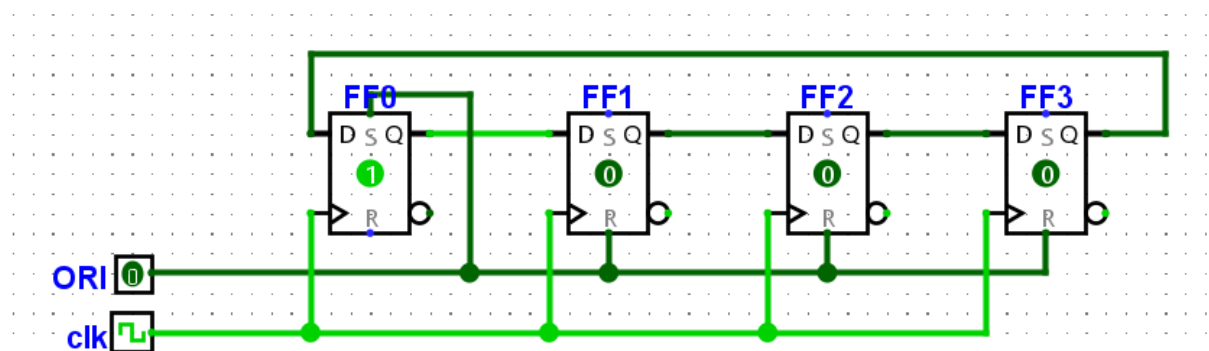 FF0 FF1 FF2 FF3
D S Q D S Q D S Q D S Q
1 0 0 0
R R R R
ORI 0
clk